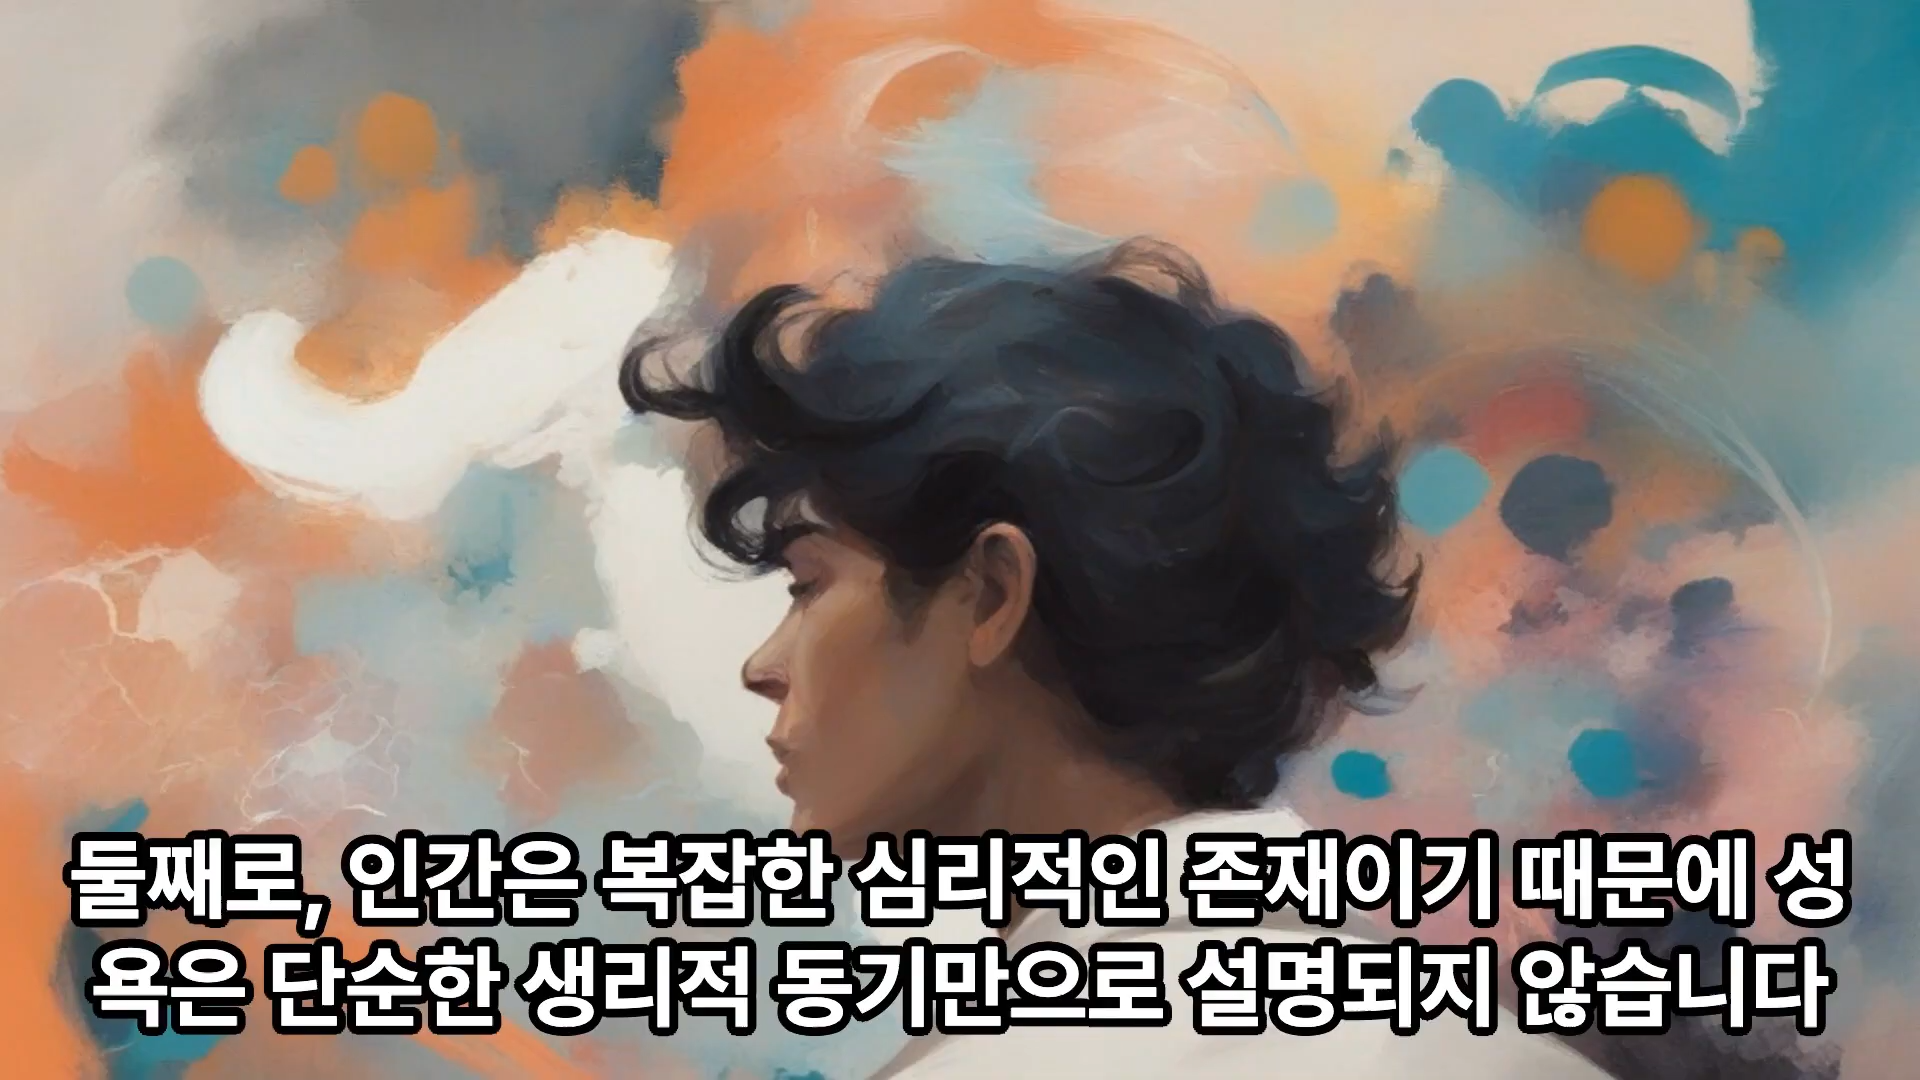 둘째로, 인간은 복잡한 심리적인 존재이기 때문에 성
욕은 단순한 생리적 동기만으로 설명되지 않습니다